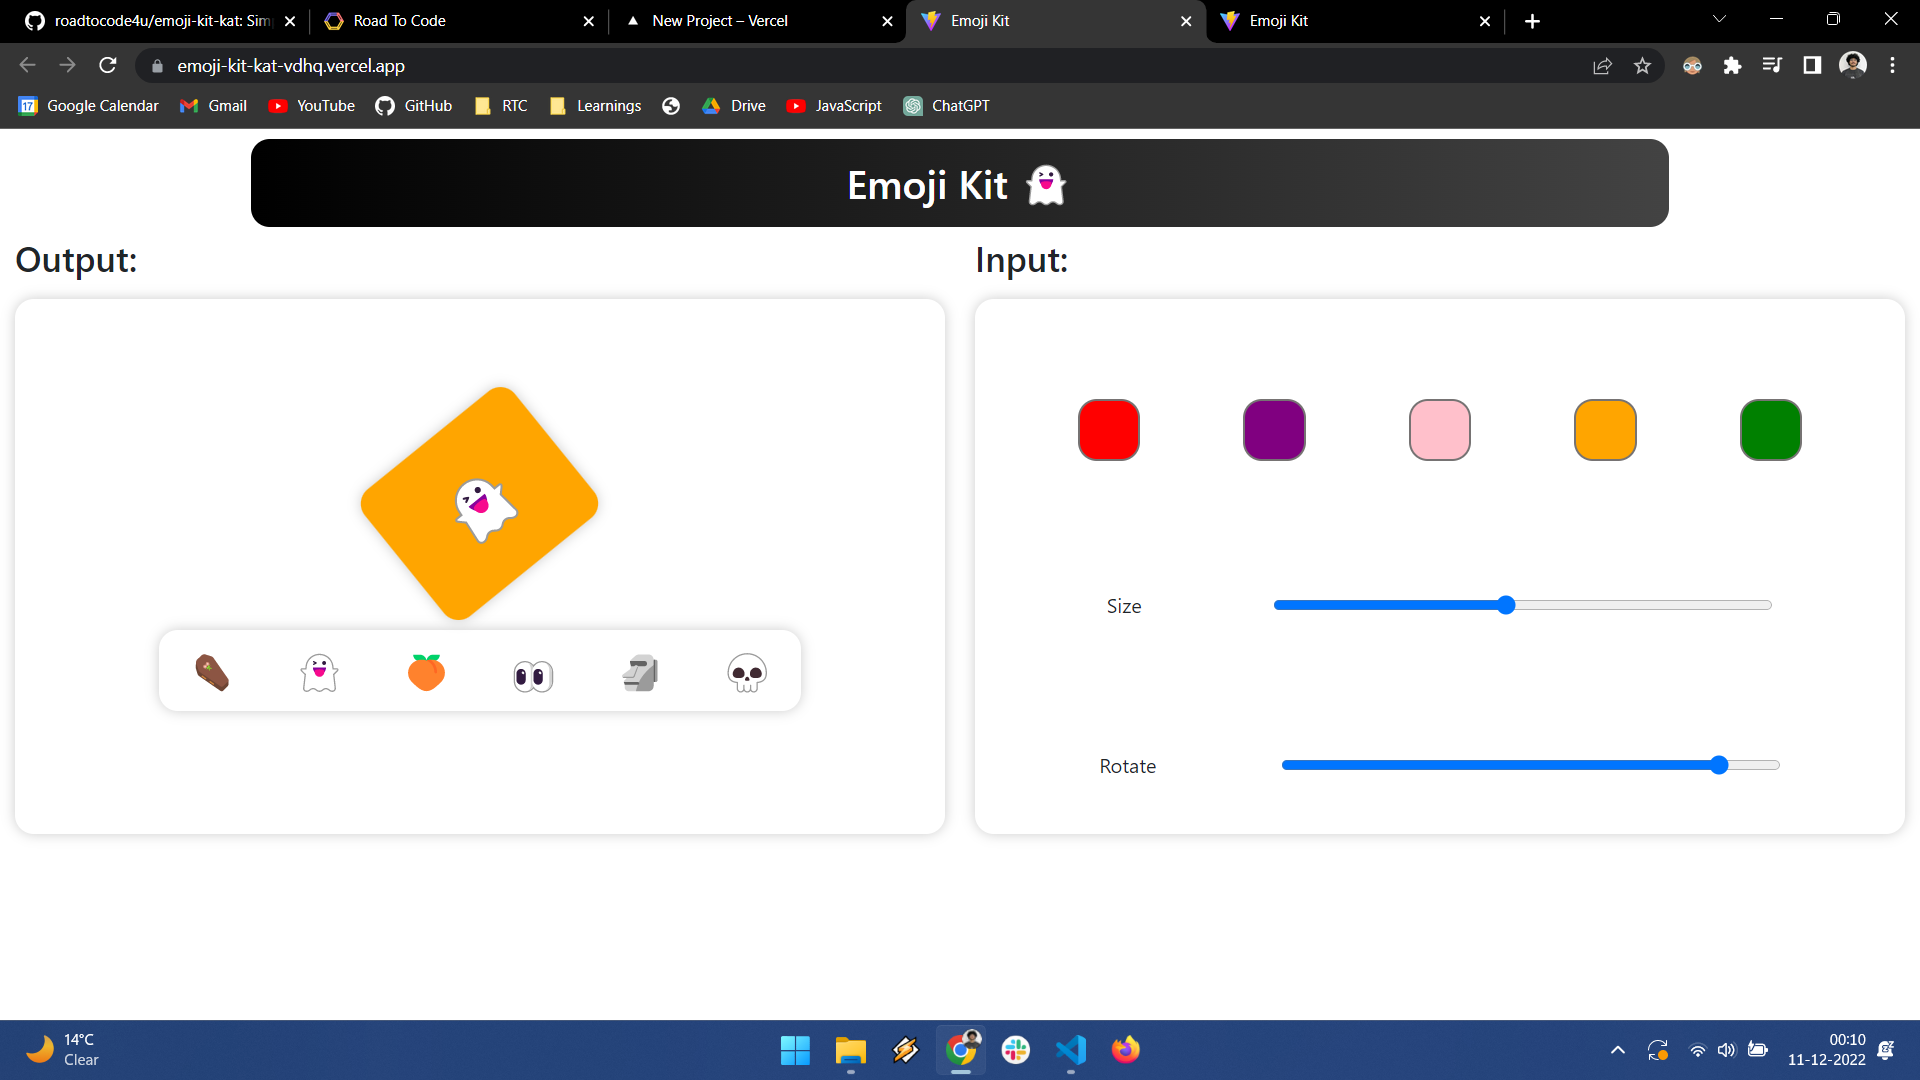 roadtocode4u/emoji-kit-kat: Sim
Road To Code
New Project – Vercel
Emoji Kit
Emoji Kit
emoji-kit-kat-vdhq.vercel.app
17
Google Calendar
Gmail
YouTube
GitHub
RTC
Learnings
Drive
JavaScript
ChatGPT
Emoji Kit
Output:
Input:
Size
Rotate
14°C
Clear
00:10
11-12-2022